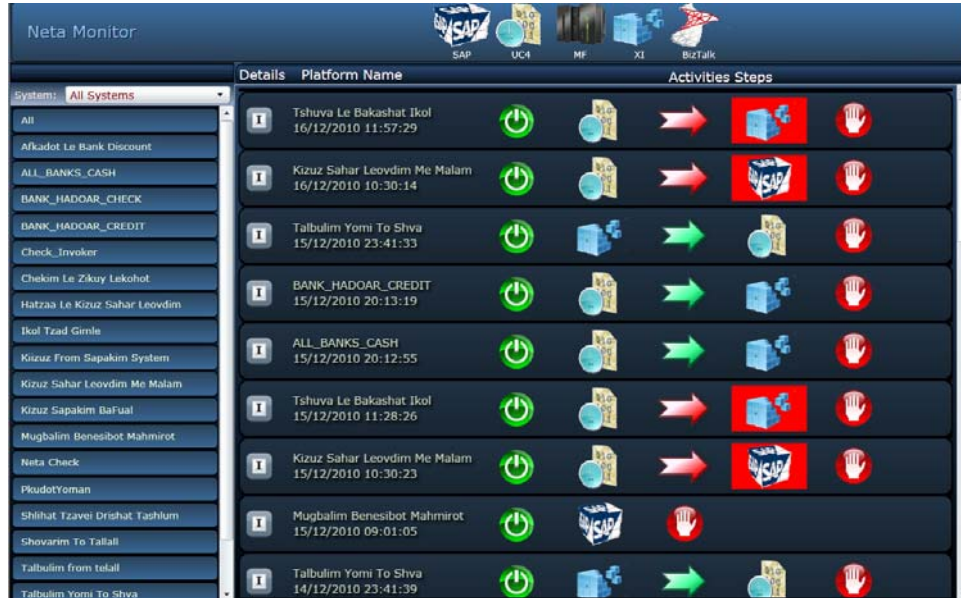 Neta Monitor
SAP UC4 MF XI BizTalk
Details Platform Name Activities Steps
System: All Systems
All
Afkadot Le Bank Discount
ALL_BANKS_CASH
BANK_HADOAR_CHECK
BANK_HADOAR_CREDIT
Check_Invoker
Chekim Le Zikuy Lekohot
Hatzaa Le Kizuz Sahar Leovdim
Ikol Tzad Gimle
Kiizuz From Sapakim System
Kizuz Sahar Leovdim Me Malam
Kizuz Sapakim BaFual
Mugbalim Benesibot Mahmirot
Neta Check
PkudotYoman
Shlihat Tzavei Drishat Tashlum
Shovarim To Tallall
Talbulim from telall
Talbulim Yomi To Shva
I Tshuva Le Bakashat Ikol
16/12/2010 11:57:29
I Kizuz Sahar Leovdim Me Malam
16/12/2010 10:30:14
SAP
I Talbulim Yomi To Shva
15/12/2010 23:41:33
I BANK_HADOAR_CREDIT
15/12/2010 20:13:19
I ALL_BANKS_CASH
15/12/2010 20:12:55
I Tshuva Le Bakashat Ikol
15/12/2010 11:28:26
I Kizuz Sahar Leovdim Me Malam
15/12/2010 10:30:23
SAP
I Mugbalim Benesibot Mahmirot
15/12/2010 09:01:05
SAP
I Talbulim Yomi To Shva
14/12/2010 23:41:39